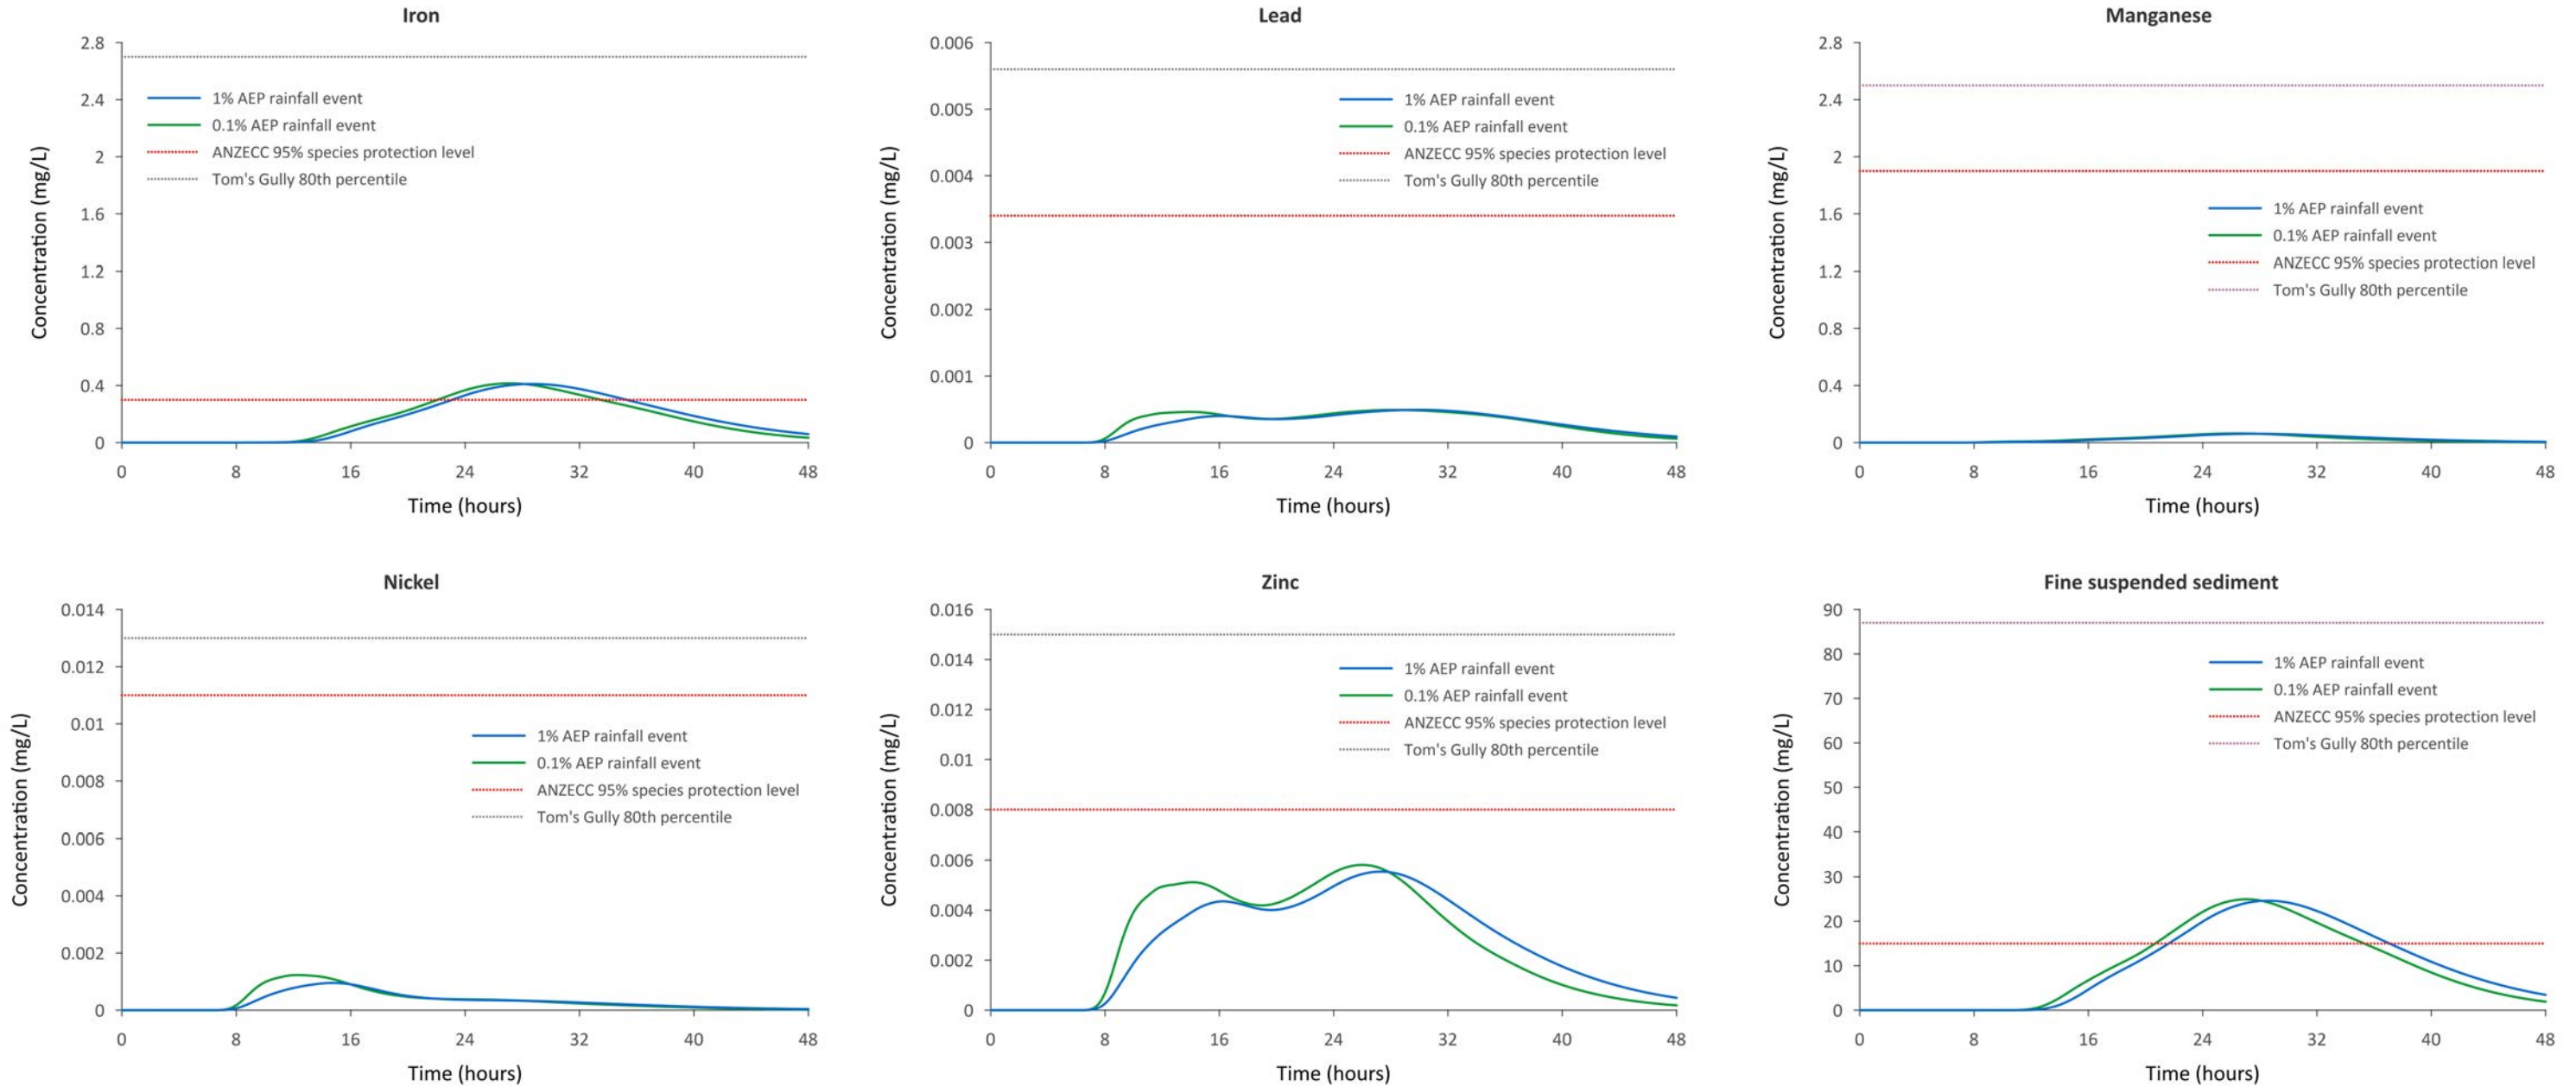 Iron
2.8
2.4
2
1.6
1.2
0.8
0.4
0
Concentration (mg/L)
1% AEP rainfall event
0.1% AEP rainfall event
ANZECC 95% species protection level
Tom's Gully 80th percentile
0 8 16 24 32 40 48
Time (hours)
Lead
0.006
0.005
0.004
0.003
0.002
0.001
0
Concentration (mg/L)
1% AEP rainfall event
0.1% AEP rainfall event
ANZECC 95% species protection level
Tom's Gully 80th percentile
0 8 16 24 32 40 48
Time (hours)
Manganese
2.8
2.4
2
1.6
1.2
0.8
0.4
0
Concentration (mg/L)
1% AEP rainfall event
0.1% AEP rainfall event
ANZECC 95% species protection level
Tom's Gully 80th percentile
0 8 16 24 32 40 48
Time (hours)
Nickel
0.014
0.012
0.01
0.008
0.006
0.004
0.002
0
Concentration (mg/L)
1% AEP rainfall event
0.1% AEP rainfall event
ANZECC 95% species protection level
Tom's Gully 80th percentile
0 8 16 24 32 40 48
Time (hours)
Zinc
0.016
0.014
0.012
0.01
0.008
0.006
0.004
0.002
0
Concentration (mg/L)
1% AEP rainfall event
0.1% AEP rainfall event
ANZECC 95% species protection level
Tom's Gully 80th percentile
0 8 16 24 32 40 48
Time (hours)
Fine suspended sediment
90
80
70
60
50
40
30
20
10
0
Concentration (mg/L)
1% AEP rainfall event
0.1% AEP rainfall event
ANZECC 95% species protection level
Tom's Gully 80th percentile
0 8 16 24 32 40 48
Time (hours)